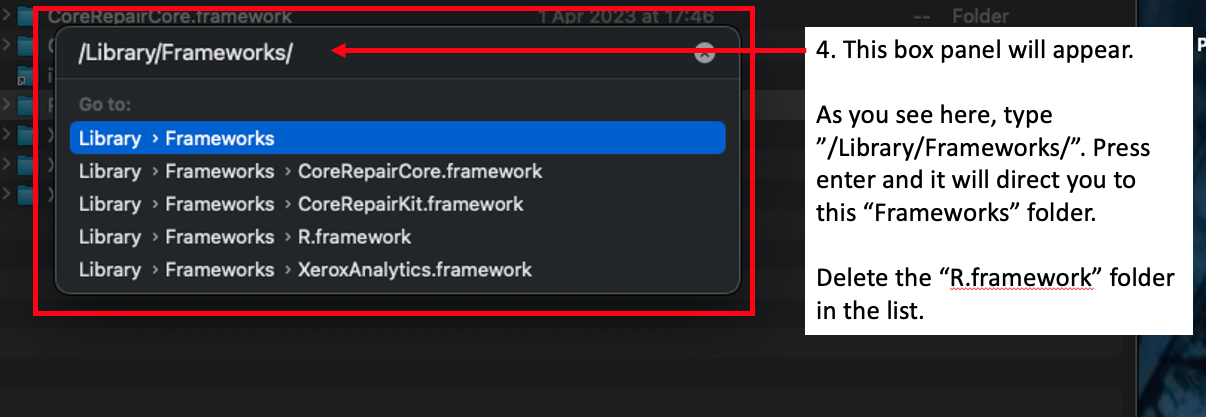 CoreRepairCore.framework 1 Apr 2023 at 17:46 -- Folder
/Library/Frameworks/
Go to:
Library › Frameworks
Library › Frameworks › CoreRepairCore.framework
Library › Frameworks › CoreRepairKit.framework
Library › Frameworks › R.framework
Library › Frameworks › XeroxAnalytics.framework
4. This box panel will appear.
As you see here, type
”/Library/Frameworks/”. Press
enter and it will direct you to
this “Frameworks” folder.
Delete the “R.framework” folder
in the list.